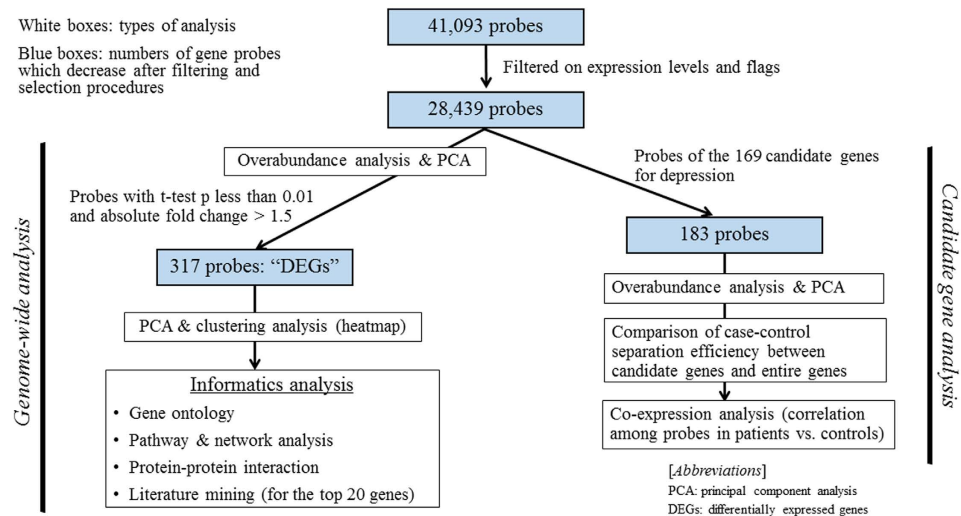 White boxes: types of analysis
Blue boxes: numbers of gene probes
which decrease after filtering and
selection procedures
41,093 probes
Filtered on expression levels and flags
28,439 probes
Genome-wide analysis
Overabundance analysis & PCA
Probes with t-test p less than 0.01
and absolute fold change > 1.5
317 probes: “DEGs”
PCA & clustering analysis (heatmap)
Informatics analysis
• Gene ontology
• Pathway & network analysis
• Protein-protein interaction
• Literature mining (for the top 20 genes)
Candidate gene analysis
Probes of the 169 candidate genes
for depression
183 probes
Overabundance analysis & PCA
Comparison of case-control
separation efficiency between
candidate genes and entire genes
Co-expression analysis (correlation
among probes in patients vs. controls)
[Abbreviations]
PCA: principal component analysis
DEGs: differentially expressed genes